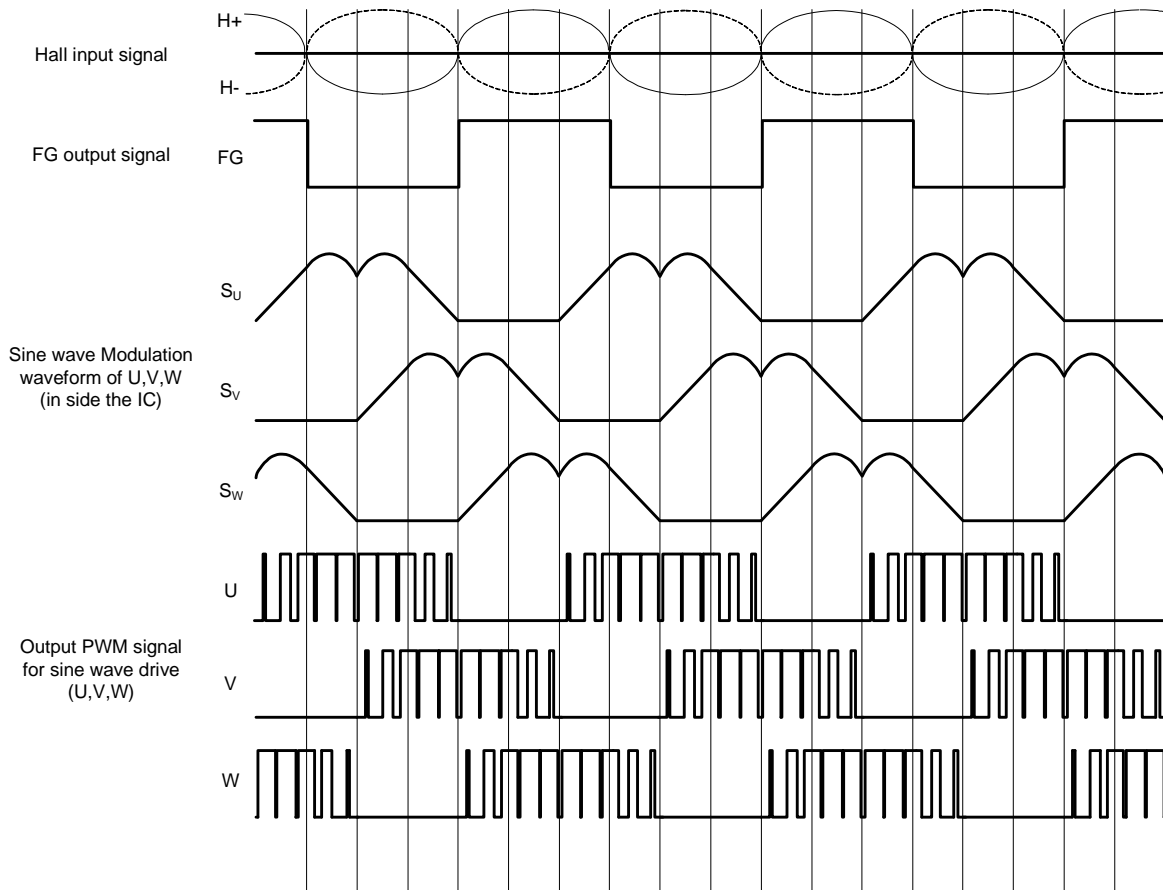 H+
Hall input signal
H-
FG output signal
FG
SU
Sine wave Modulation
waveform of U,V,W
(in side the IC)
SV
SW
U
Output PWM signal
for sine wave drive
(U,V,W)
V
W